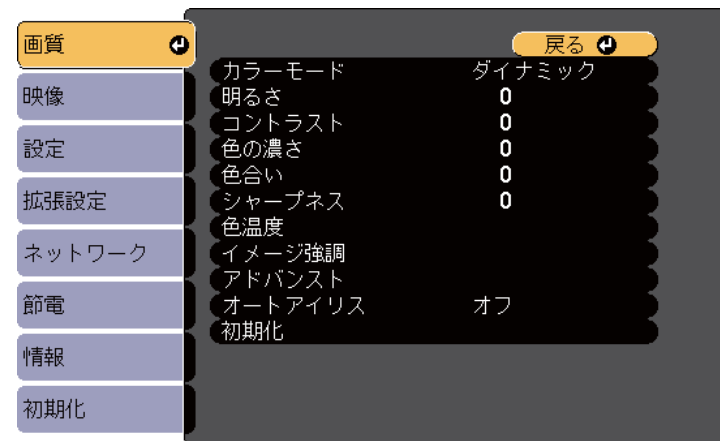 画質
映像
設定
拡張設定
ネットワーク
節電
情報
初期化
戻る
カラーモード ダイナミック
明るさ 0
コントラスト 0
色の濃さ 0
色合い 0
シャープネス 0
色温度
イメージ強調
アドバンスト
オートアイリス オフ
初期化